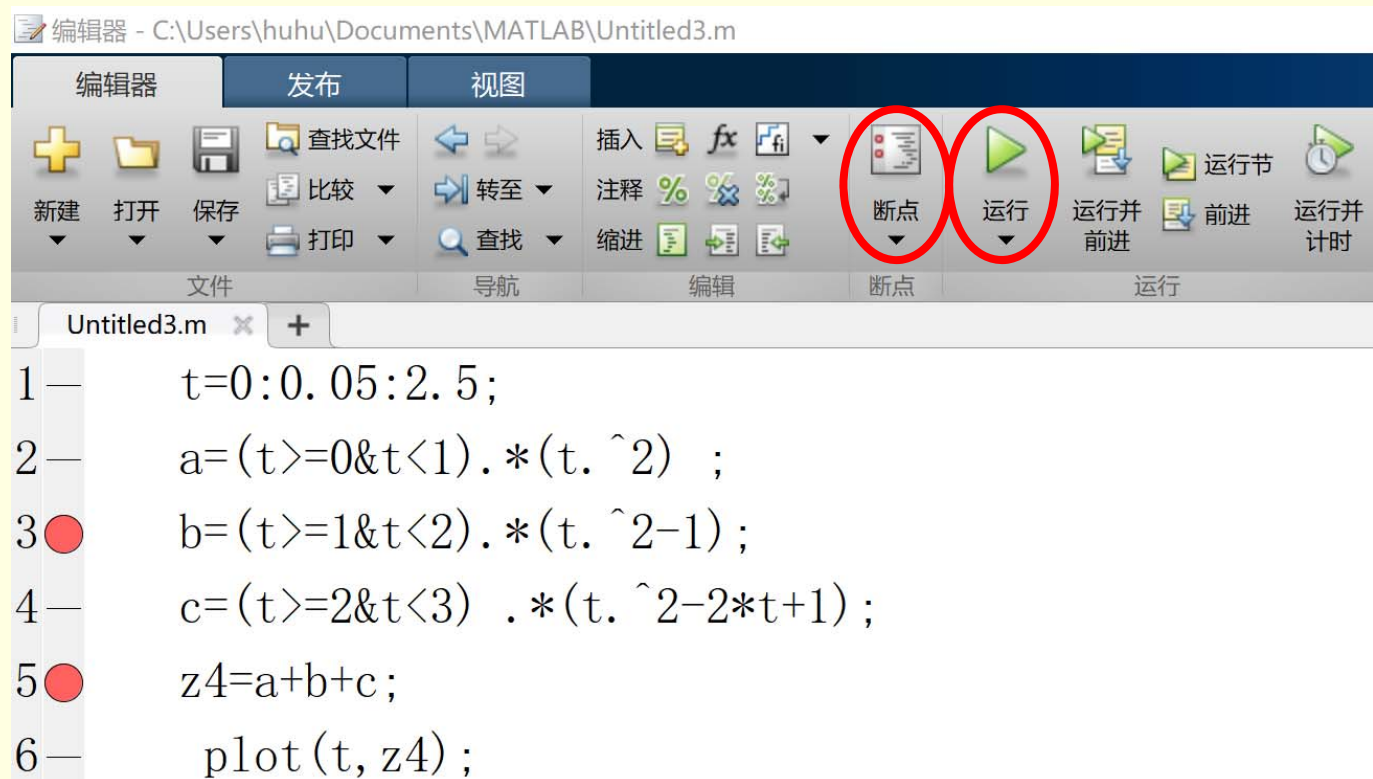 编辑器 - C:\Users\huhu\Documents\MATLAB\Untitled3.m
编辑器 发布 视图
新建 打开 保存
查找文件
比较
打印
转至
查找
插入 fx fi
注释 % % %
缩进
断点
运行
运行并
前进
运行节
前进
运行并
计时
文件 导航 编辑 断点 运行
Untitled3.m × +
1— t=0:0.05:2.5;
2— a=(t>=0&t<1).*(t.^2) ;
3 b=(t>=1&t<2).*(t.^2-1);
4— c=(t>=2&t<3) .*(t.^2-2*t+1);
5 z4=a+b+c;
6— plot(t,z4);